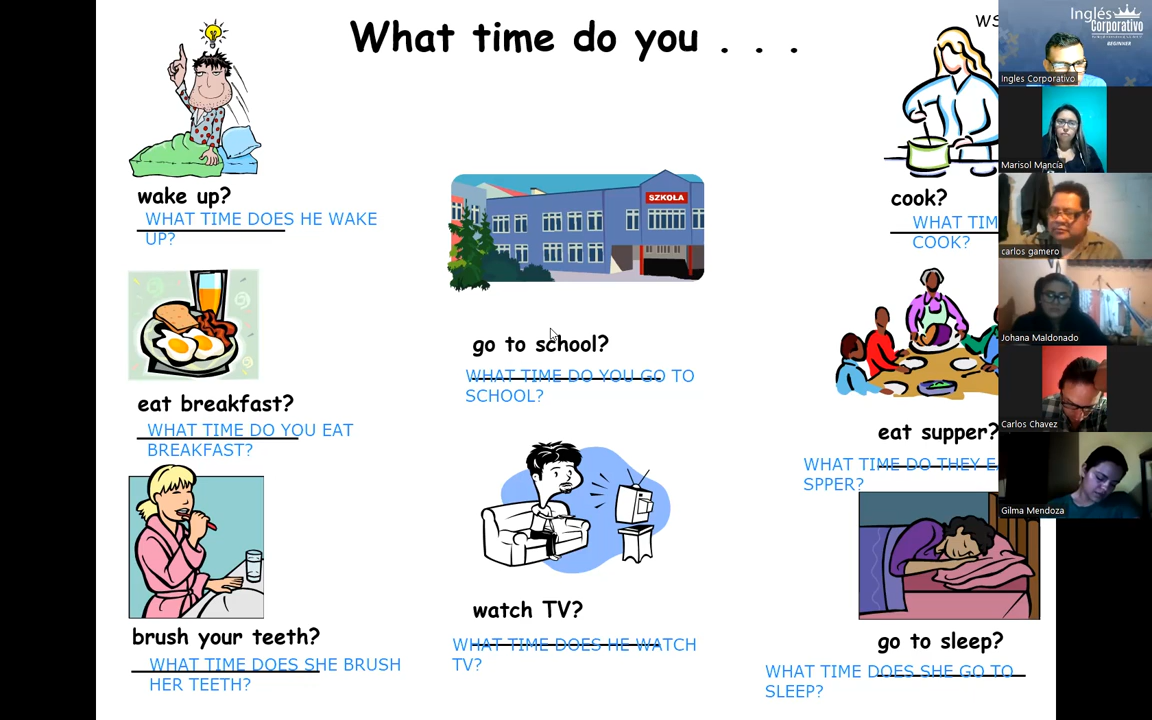 What time do you . . .
WS
wake up?
WHAT TIME DOES HE WAKE
UP?
eat breakfast?
WHAT TIME DO YOU EAT
BREAKFAST?
brush your teeth?
WHAT TIME DOES SHE BRUSH
HER TEETH?
SZKOŁA
go to school?
WHAT TIME DO YOU GO TO
SCHOOL?
watch TV?
WHAT TIME DOES HE WATCH
TV?
cook?
WHAT TIM
COOK?
eat supper?
WHAT TIME DO THEY EA
SPPER?
go to sleep?
WHAT TIME DOES SHE GO TO
SLEEP?
Inglés
Corporativo
BEGINNER
Ingles Corporativo
Marisol Mancía
carlos gamero
Johana Maldonado
Carlos Chavez
Gilma Mendoza